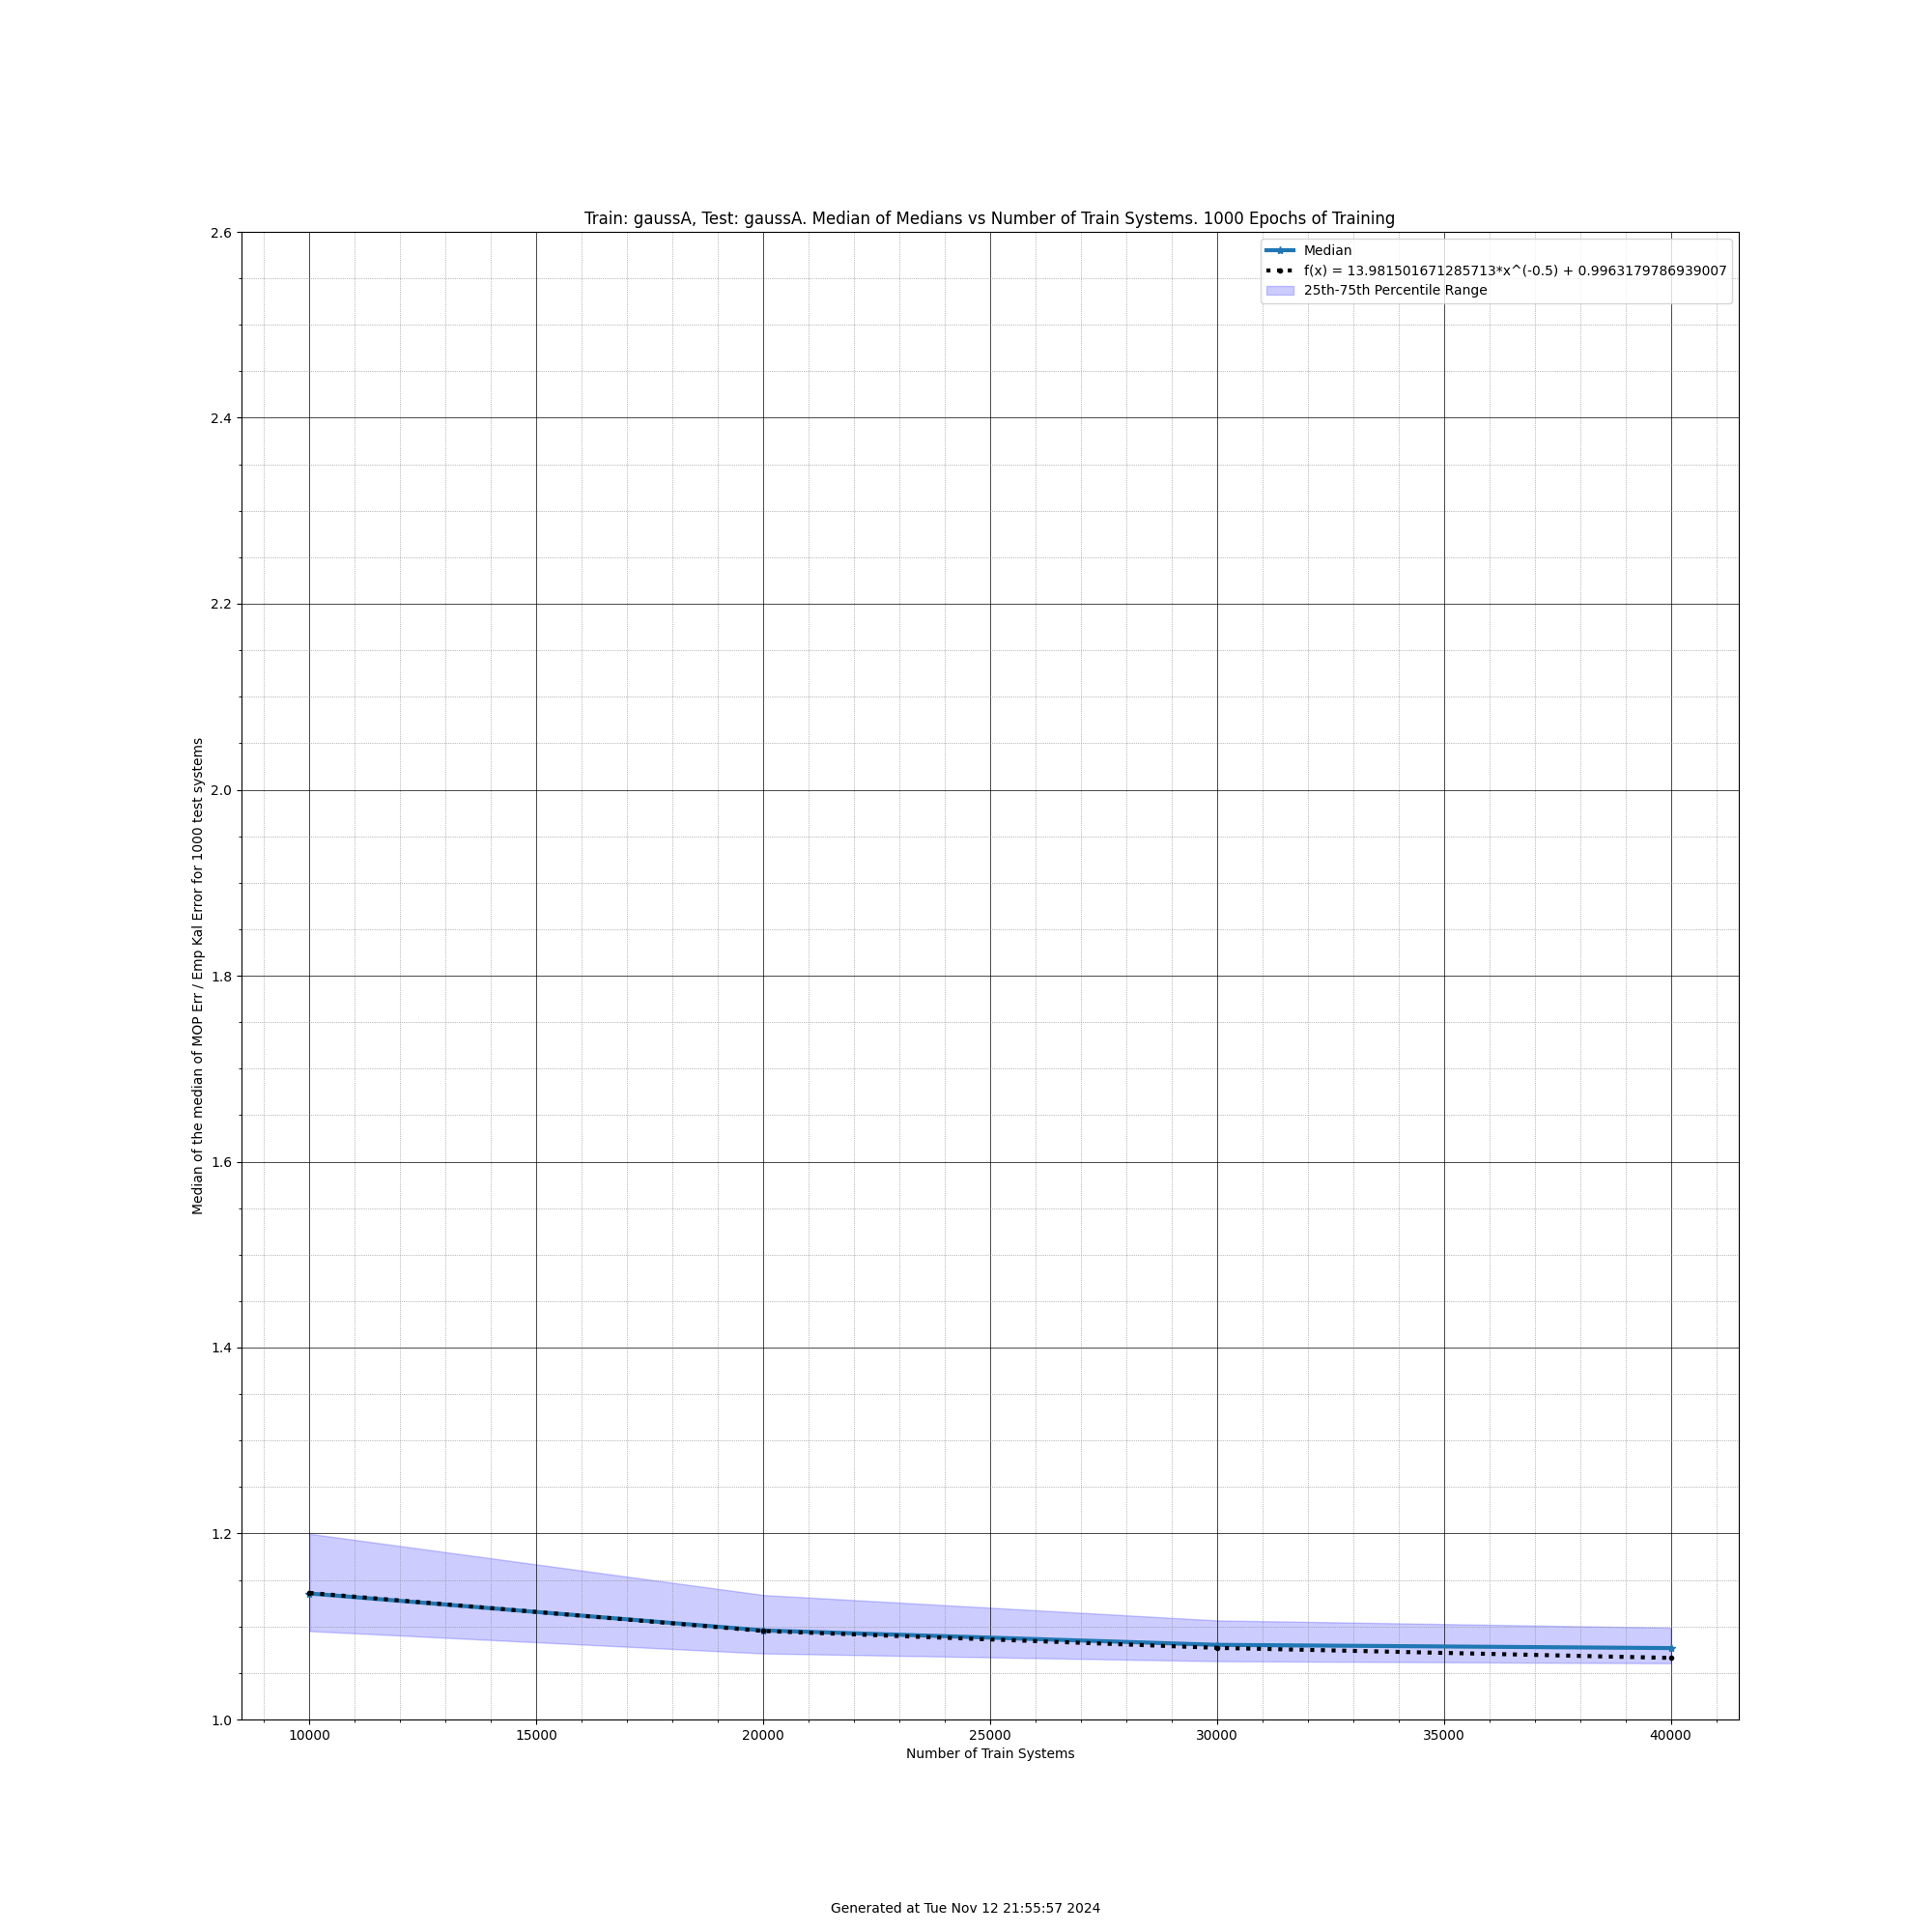 Train: gaussA, Test: gaussA. Median of Medians vs Number of Train Systems. 1000 Epochs of Training
Median
f(x) = 13.981501671285713*x^(-0.5) + 0.9963179786939007
25th-75th Percentile Range
2.6
2.4
2.2
2.0
1.8
1.6
1.4
1.2
1.0
Median of the median of MOP Err / Emp Kal Error for 1000 test systems
10000
15000
20000
25000
30000
35000
40000
Number of Train Systems
Generated at Tue Nov 12 21:55:57 2024